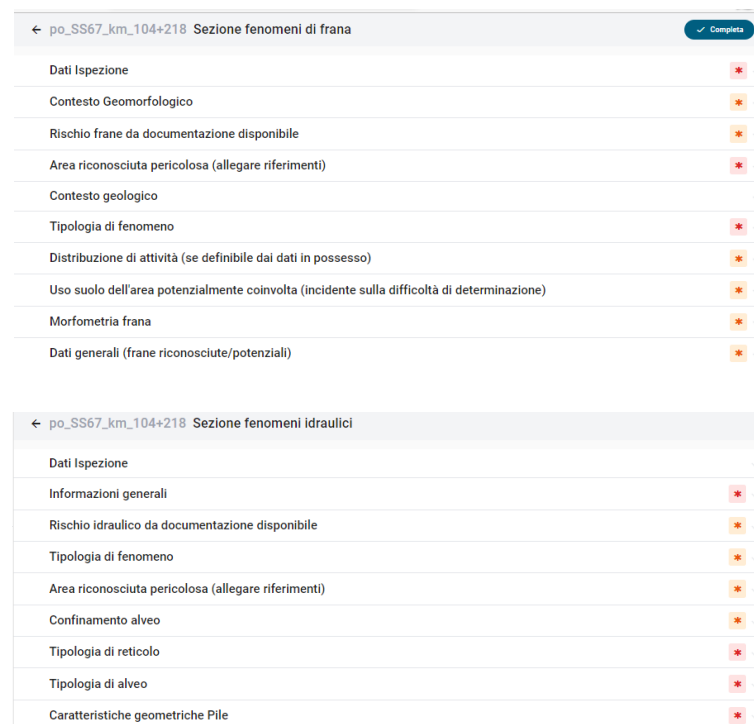 ← po_SS67_km_104+218 Sezione fenomeni di frana ✓ Completa
Dati Ispezione *
Contesto Geomorfologico *
Rischio frane da documentazione disponibile *
Area riconosciuta pericolosa (allegare riferimenti) *
Contesto geologico
Tipologia di fenomeno *
Distribuzione di attività (se definibile dai dati in possesso) *
Uso suolo dell'area potenzialmente coinvolta (incidente sulla difficoltà di determinazione) *
Morfometria frana *
Dati generali (frane riconosciute/potenziali) *
← po_SS67_km_104+218 Sezione fenomeni idraulici
Dati Ispezione
Informazioni generali *
Rischio idraulico da documentazione disponibile *
Tipologia di fenomeno *
Area riconosciuta pericolosa (allegare riferimenti) *
Confinamento alveo *
Tipologia di reticolo *
Tipologia di alveo *
Caratteristiche geometriche Pile *